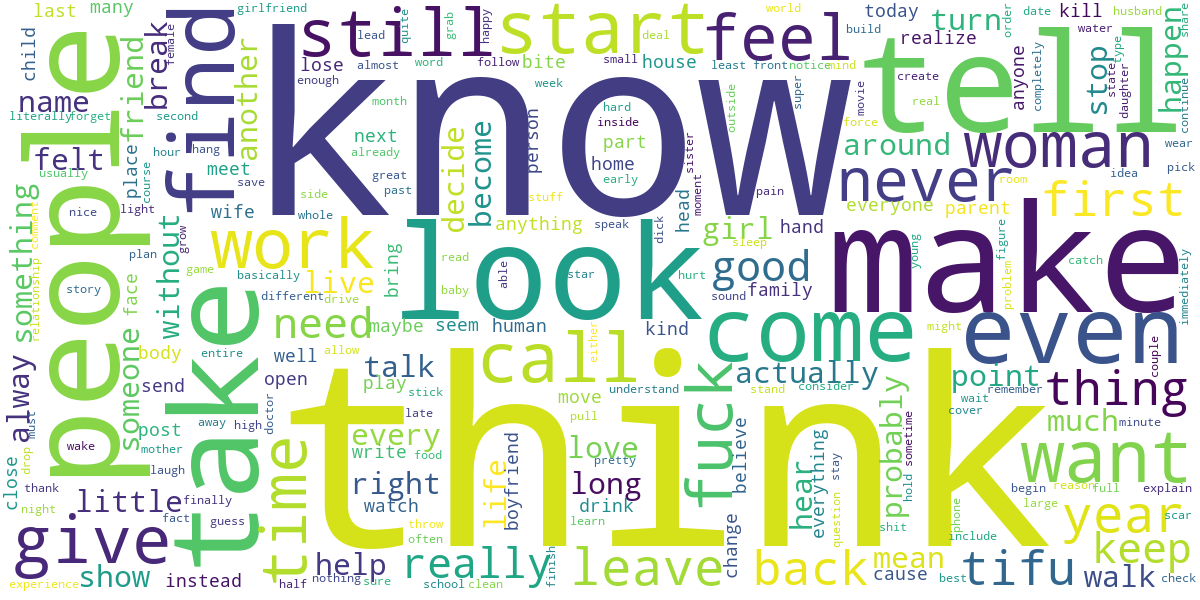 last
many
girlfriend
quite
grab
happy
world
deal
today
turn
date
kill
husband
order
share
child
people
friend
break
female
find
still
start
feel
lead
word
build
realize
water
almost
follow
small
house
least
front
notice
mind
bite
lose
enough
week
tell
anyone
completely
stop
state
type
daughter
happen
continue
name
literally
forget
second
another
know
month
next
already
hard
inside
part
person
outside
super
movie
create
real
force
around
woman
wear
idea
pick
felt
usually
place
course
hour
hang
meet
save
great
past
decide
become
home
early
sister
moment
pain
never
room
first
something
relationship
comment
nice
light
without
grow
wife
side
whole
stuff
anything
speak
dick
head
girl
sleep
hand
everyone
parent
plan
work
look
make
story
game
basically
different
live
drive
bring
read
baby
able
star
hurt
good
sound
family
young
figure
problem
catch
immediately
take
face
need
maybe
seem
human
kind
come
might
even
couple
always
must
someone
body
entire
well
allow
call
either
talk
think
actually
point
thing
send
open
play
stick
understand
stand
consider
wait
remember
cover
away
high
doctor
late
move
pull
fuck
probably
sometime
much
minute
post
mother
wake
laugh
every
write
food
love
pretty
believe
hear
everything
stay
question
hold
want
close
drop
night
thank
little
finally
fact
guess
time
right
watch
life
boyfriend
long
drink
begin
reason
full
explain
large
phone
year
scar
give
throw
often
learn
shit
include
keep
experience
show
instead
half
nothing
help
sure
really
school
clean
finish
leave
change
back
mean
cause
best
tifu
walk
check